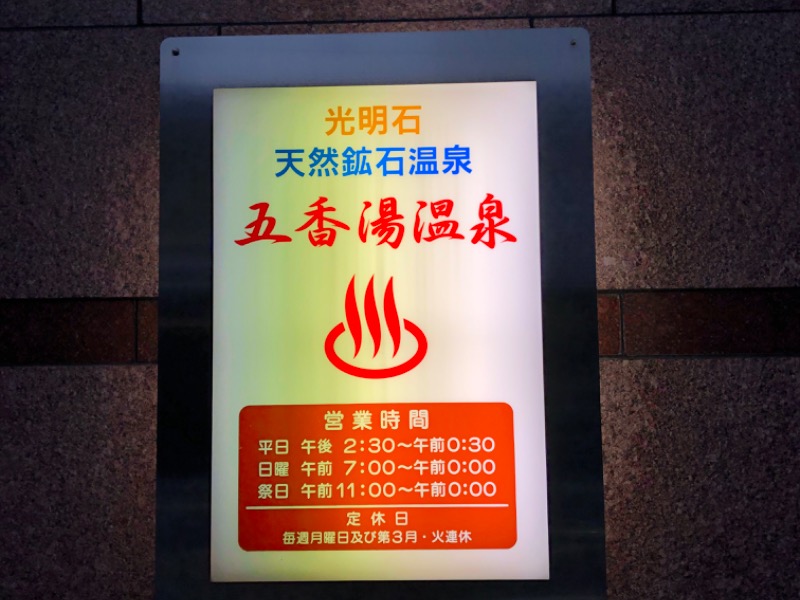 光明石
天然鉱石温泉
五香湯温泉
営業時間
平日 午後 2:30〜午前0:30
日曜 午前 7:00〜午前0:00
祭日 午前11:00〜午前0:00
定休日
毎週月曜日及び第3月・火連休